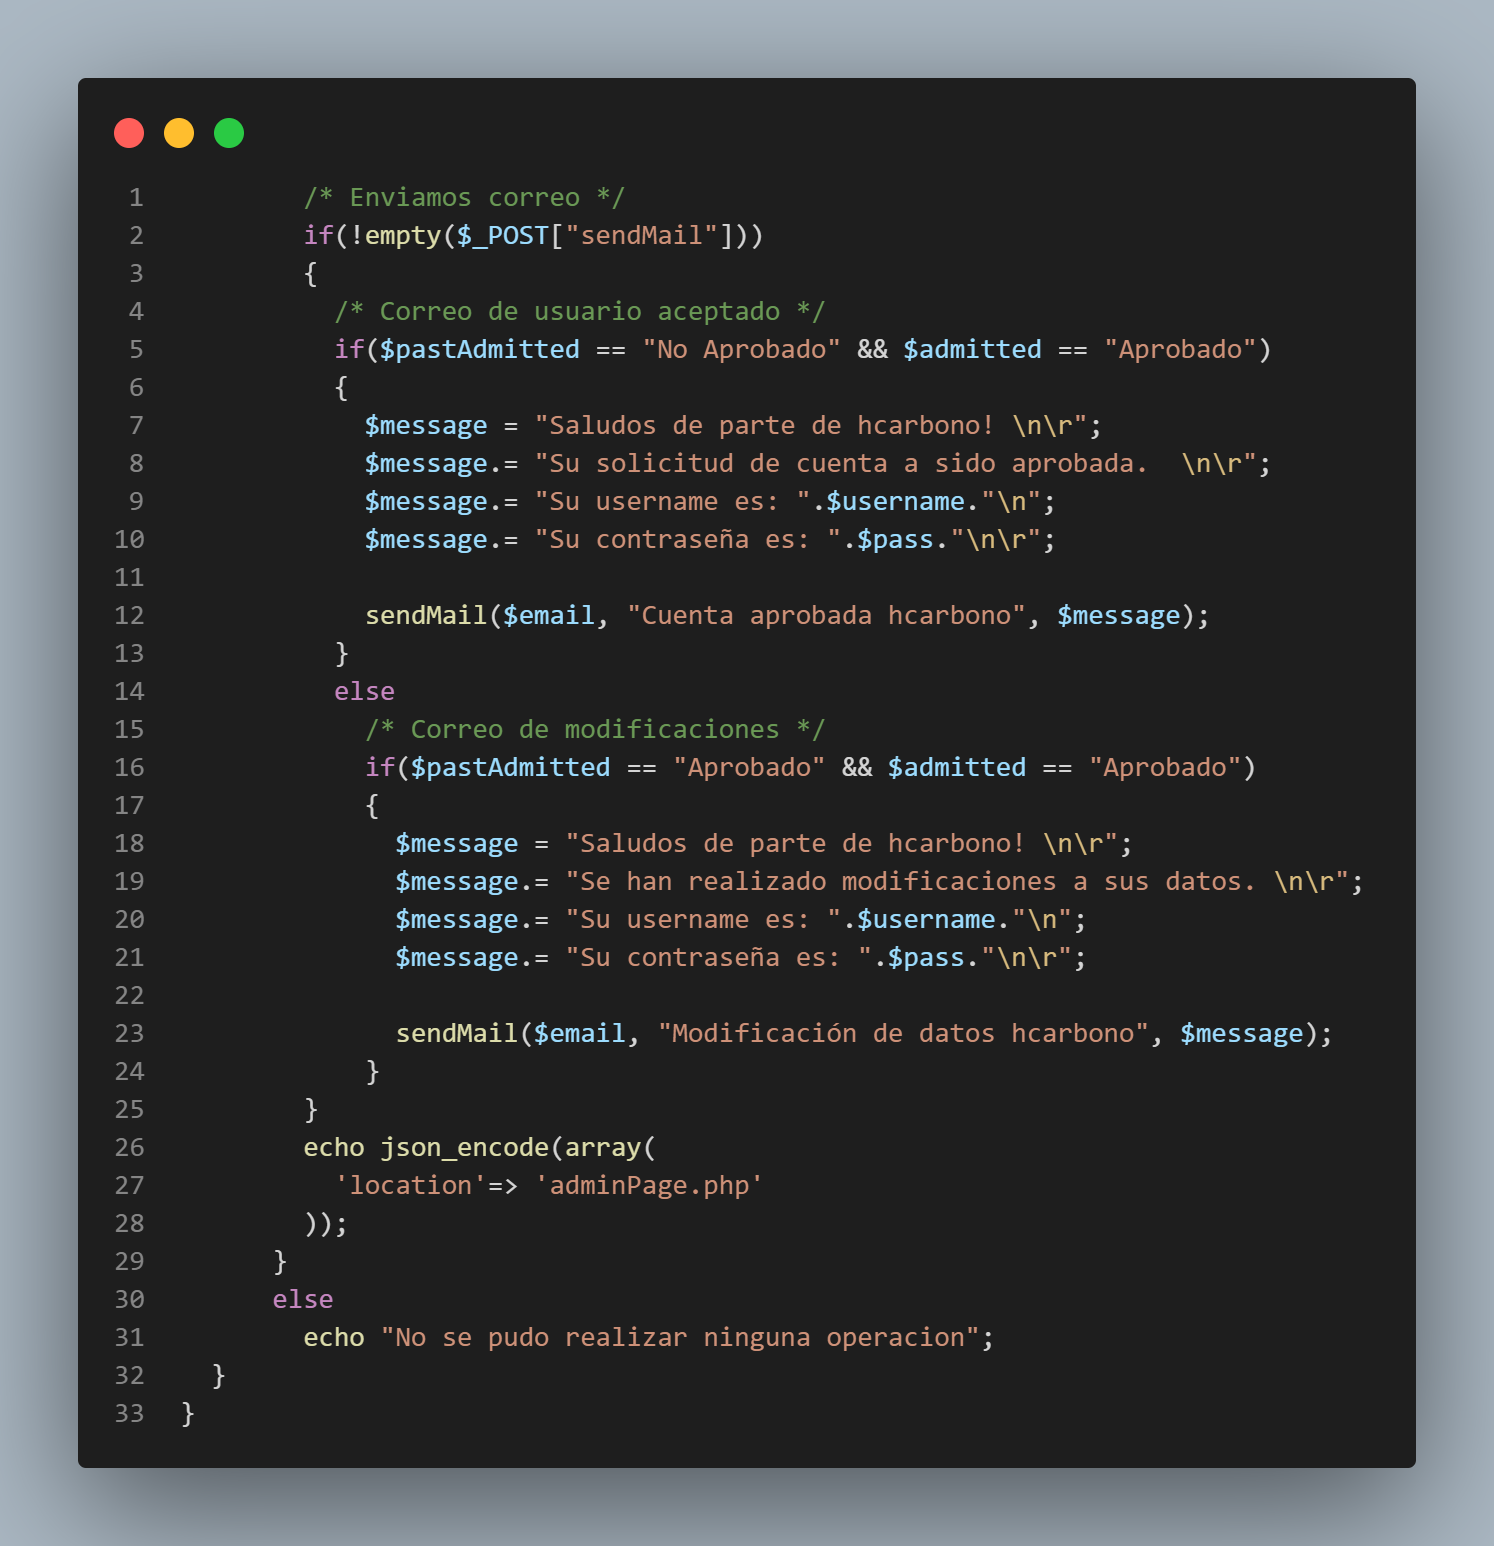 1 /* Enviamos correo */
2 if(!empty($_POST["sendMail"]))
3 {
4 /* Correo de usuario aceptado */
5 if($pastAdmitted == "No Aprobado" && $admitted == "Aprobado")
6 {
7 $message = "Saludos de parte de hcarbono! \n\r";
8 $message.= "Su solicitud de cuenta a sido aprobada.  \n\r";
9 $message.= "Su username es: ".$username."\n";
10 $message.= "Su contraseña es: ".$pass."\n\r";
11
12 sendMail($email, "Cuenta aprobada hcarbono", $message);
13 }
14 else
15 /* Correo de modificaciones */
16 if($pastAdmitted == "Aprobado" && $admitted == "Aprobado")
17 {
18 $message = "Saludos de parte de hcarbono! \n\r";
19 $message.= "Se han realizado modificaciones a sus datos. \n\r";
20 $message.= "Su username es: ".$username."\n";
21 $message.= "Su contraseña es: ".$pass."\n\r";
22
23 sendMail($email, "Modificación de datos hcarbono", $message);
24 }
25 }
26 echo json_encode(array(
27 'location'=> 'adminPage.php'
28 ));
29 }
30 else
31 echo "No se pudo realizar ninguna operacion";
32 }
33 }